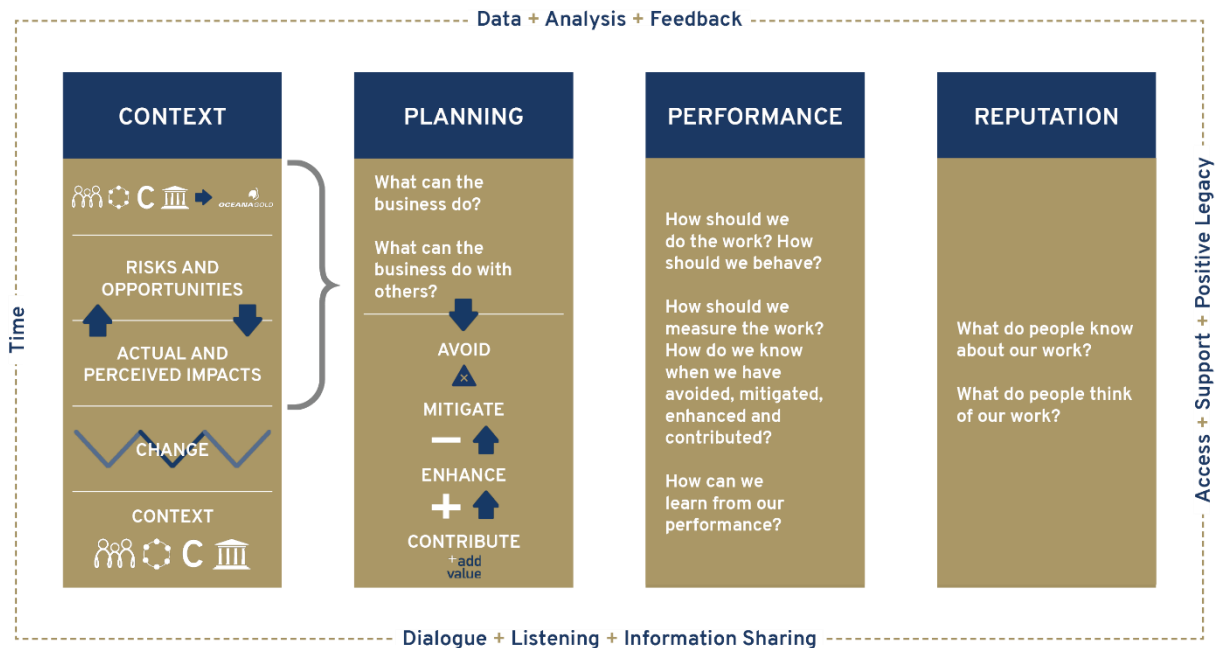 Data + Analysis + Feedback
Time
CONTEXT
C
OCEANAGOLD
RISKS AND
OPPORTUNITIES
ACTUAL AND
PERCEIVED IMPACTS
CHANGE
CONTEXT
C
PLANNING
What can the
business do?
What can the
business do with
others?
AVOID
×
MITIGATE
−
ENHANCE
+
CONTRIBUTE
+add
value
PERFORMANCE
How should we
do the work? How
should we behave?
How should we
measure the work?
How do we know
when we have
avoided, mitigated,
enhanced and
contributed?
How can we
learn from our
performance?
REPUTATION
What do people know
about our work?
What do people think
of our work?
Access + Support + Positive Legacy
Dialogue + Listening + Information Sharing